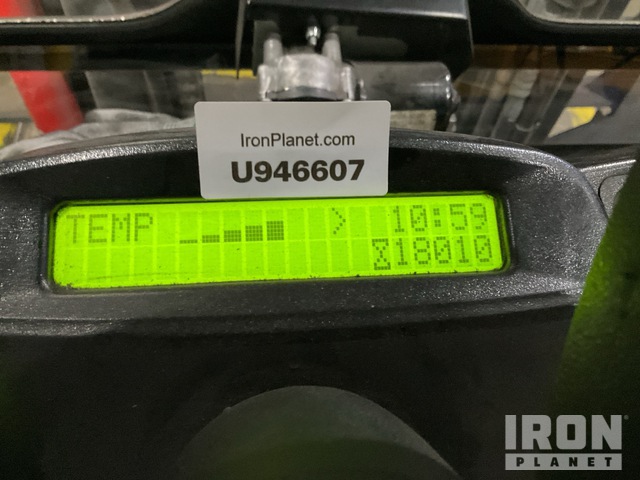 IronPlanet.com
U946607
TEMP > 10:59
18010
IRON
PLANET